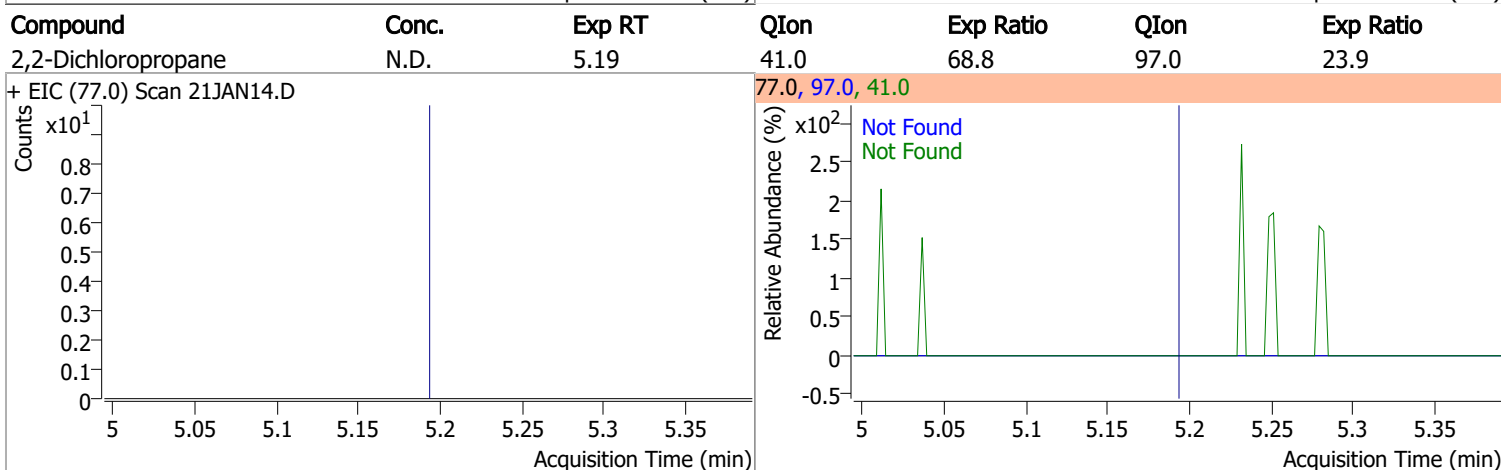 Compound Conc. Exp RT QIon Exp Ratio QIon Exp Ratio
2,2-Dichloropropane N.D. 5.19 41.0 68.8 97.0 23.9
+ EIC (77.0) Scan 21JAN14.D
Counts
x10¹
0.8
0.7
0.6
0.5
0.4
0.3
0.2
0.1
0
5 5.05 5.1 5.15 5.2 5.25 5.3 5.35
Acquisition Time (min)
77.0, 97.0, 41.0
Relative Abundance (%)
x10²
Not Found
Not Found
2.5
2
1.5
1
0.5
0
-0.5
5 5.05 5.1 5.15 5.2 5.25 5.3 5.35
Acquisition Time (min)